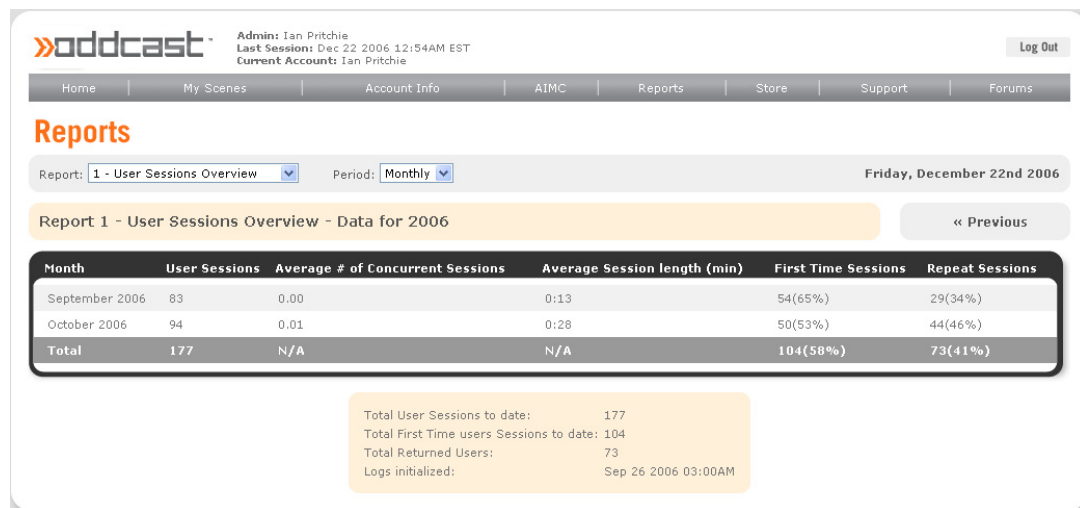 »oddcast™
Admin: Ian Pritchie
Last Session: Dec 22 2006 12:54AM EST
Current Account: Ian Pritchie
Log Out
Home | My Scenes | Account Info | AIMC | Reports | Store | Support | Forums
Reports
Report: 1 - User Sessions Overview Period: Monthly Friday, December 22nd 2006
Report 1 - User Sessions Overview - Data for 2006 « Previous
Month User Sessions Average # of Concurrent Sessions Average Session length (min) First Time Sessions Repeat Sessions
September 2006 83 0.00 0:13 54(65%) 29(34%)
October 2006 94 0.01 0:28 50(53%) 44(46%)
Total 177 N/A N/A 104(58%) 73(41%)
Total User Sessions to date: 177
Total First Time users Sessions to date: 104
Total Returned Users: 73
Logs initialized: Sep 26 2006 03:00AM